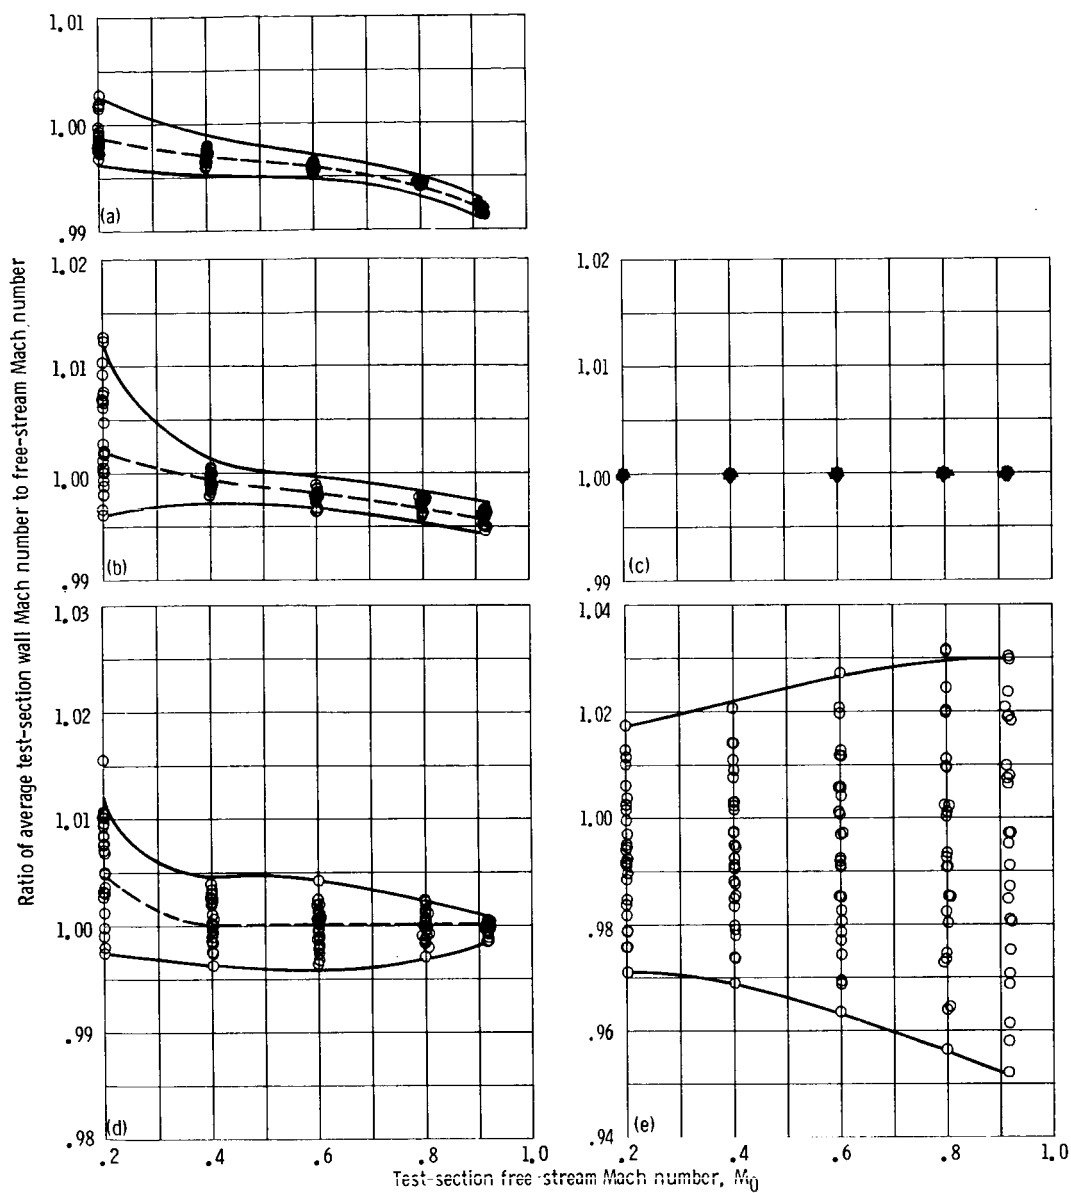 Ratio of average test-section wall Mach number to free-stream Mach number
1.01
1.00
.99
(a)
1.02
1.01
1.00
.99
(b)
1.02
1.01
1.00
.99
(c)
1.03
1.02
1.01
1.00
.99
.98
(d)
.2 .4 .6 .8 1.0
1.04
1.02
1.00
.98
.96
.94
(e)
.2 .4 .6 .8 1.0
Test-section free-stream Mach number, M0